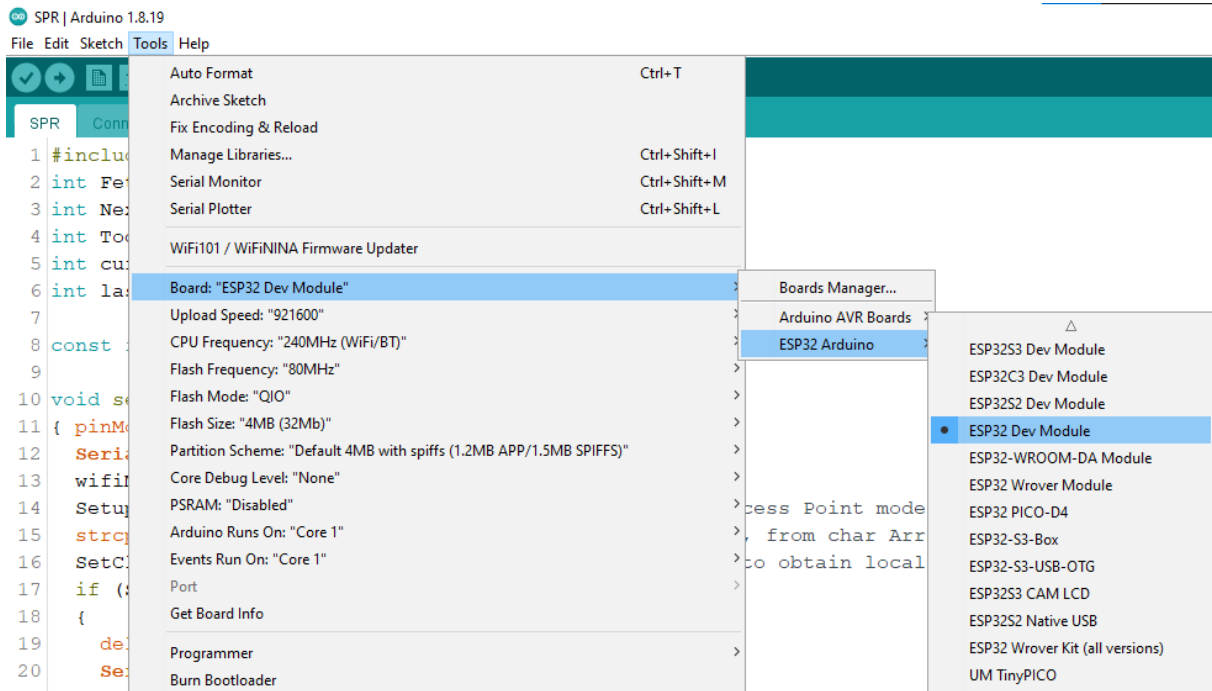 SPR | Arduino 1.8.19
File Edit Sketch Tools Help
SPR
Auto Format Ctrl+T
Archive Sketch
Fix Encoding & Reload
Manage Libraries... Ctrl+Shift+I
Serial Monitor Ctrl+Shift+M
Serial Plotter Ctrl+Shift+L
WiFi101 / WiFiNINA Firmware Updater
Board: "ESP32 Dev Module"
Upload Speed: "921600"
CPU Frequency: "240MHz (WiFi/BT)"
Flash Frequency: "80MHz"
Flash Mode: "QIO"
Flash Size: "4MB (32Mb)"
Partition Scheme: "Default 4MB with spiffs (1.2MB APP/1.5MB SPIFFS)"
Core Debug Level: "None"
PSRAM: "Disabled"
Arduino Runs On: "Core 1"
Events Run On: "Core 1"
Port
Get Board Info
Programmer
Burn Bootloader
Boards Manager...
Arduino AVR Boards
ESP32 Arduino
ESP32S3 Dev Module
ESP32C3 Dev Module
ESP32S2 Dev Module
ESP32 Dev Module
ESP32-WROOM-DA Module
ESP32 Wrover Module
ESP32 PICO-D4
ESP32-S3-Box
ESP32-S3-USB-OTG
ESP32S3 CAM LCD
ESP32S2 Native USB
ESP32 Wrover Kit (all versions)
UM TinyPICO
1 #inclu
2 int Fe
3 int Ne
4 int To
5 int cu
6 int la
7
8 const
9
10 void s
11 { pinM
12 Seri
13 wifi
14 Setu cess Point mode
15 strc , from char Arr
16 SetC to obtain local
17 if (
18 {
19 de
20 Se